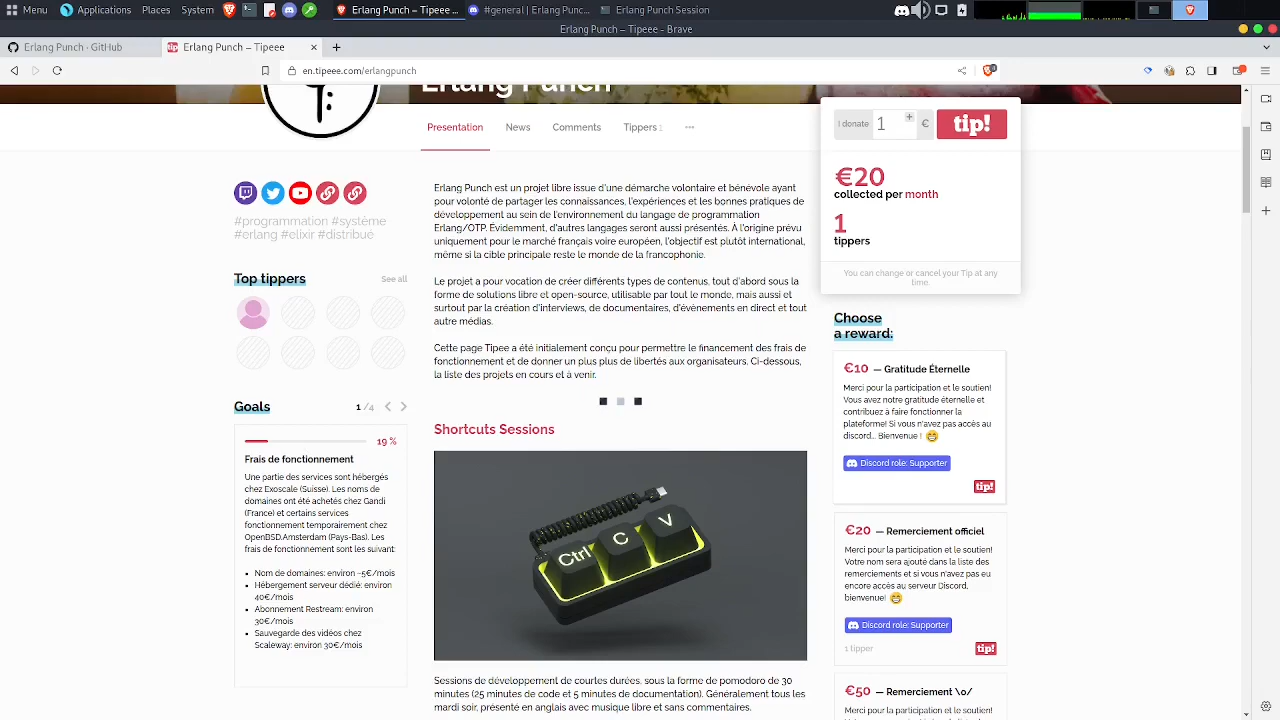 Menu
Applications
Places
System
Erlang Punch – Tipeee ...
#general | Erlang Punc...
Erlang Punch Session
Erlang Punch – Tipeee - Brave
Erlang Punch · GitHub
tip
Erlang Punch – Tipeee
en.tipeee.com/erlangpunch
Erlang Punch
Presentation
News
Comments
Tippers 1
I donate
1
€
tip!
€20
collected per month
1
tippers
You can change or cancel your Tip at any
time.
#programmation #système
#erlang #elixir #distribué
Top tippers
See all
Goals
1 /4
19 %
Frais de fonctionnement
Une partie des services sont hébergés
chez Exoscale (Suisse). Les noms de
domaines ont été achetés chez Gandi
(France) et certains services
fonctionnement temporairement chez
OpenBSD.Amsterdam (Pays-Bas). Les
frais de fonctionnement sont les suivant:
Nom de domaines: environ ~5€/mois
Hébergement serveur dédié: environ
40€/mois
Abonnement Restream: environ
30€/mois
Sauvegarde des vidéos chez
Scaleway: environ 30€/mois
Erlang Punch est un projet libre issue d'une démarche volontaire et bénévole ayant
pour volonté de partager les connaissances, l'expériences et les bonnes pratiques de
développement au sein de l'environment du langage de programmation
Erlang/OTP. Évidemment, d'autres langages seront aussi présentés. À l'origine prévu
uniquement pour le marché français voire européen, l'objectif est plutôt international,
même si la cible principale reste le monde de la francophonie.
Le projet a pour vocation de créer différents types de contenus, tout d'abord sous la
forme de solutions libre et open-source, utilisable par tout le monde, mais aussi et
surtout par la création d'interviews, de documentaires, d'évènements en direct et tout
autre médias.
Cette page Tipee a été initialement conçu pour permettre le financement des frais de
fonctionnement et de donner un plus plus de libertés aux organisateurs. Ci-dessous,
la liste des projets en cours et à venir.
Shortcuts Sessions
Ctrl
C
V
Sessions de développement de courtes durées, sous la forme de pomodoro de 30
minutes (25 minutes de code et 5 minutes de documentation). Généralement tous les
mardi soir, présenté en anglais avec musique libre et sans commentaires.
Choose
a reward:
€10 — Gratitude Éternelle
Merci pour la participation et le soutien!
Vous avez notre gratitude éternelle et
contribuez à faire fonctionner la
plateforme! Si vous n'avez pas accès au
discord... Bienvenue ! 😁
Discord role: Supporter
tip!
€20 — Remerciement officiel
Merci pour la participation et le soutien!
Votre nom sera ajouté dans la liste des
remerciements et si vous n'avez pas eu
encore accès au serveur Discord,
bienvenue! 😁
Discord role: Supporter
1 tipper
tip!
€50 — Remerciement \o/
Merci pour la participation et le soutien!